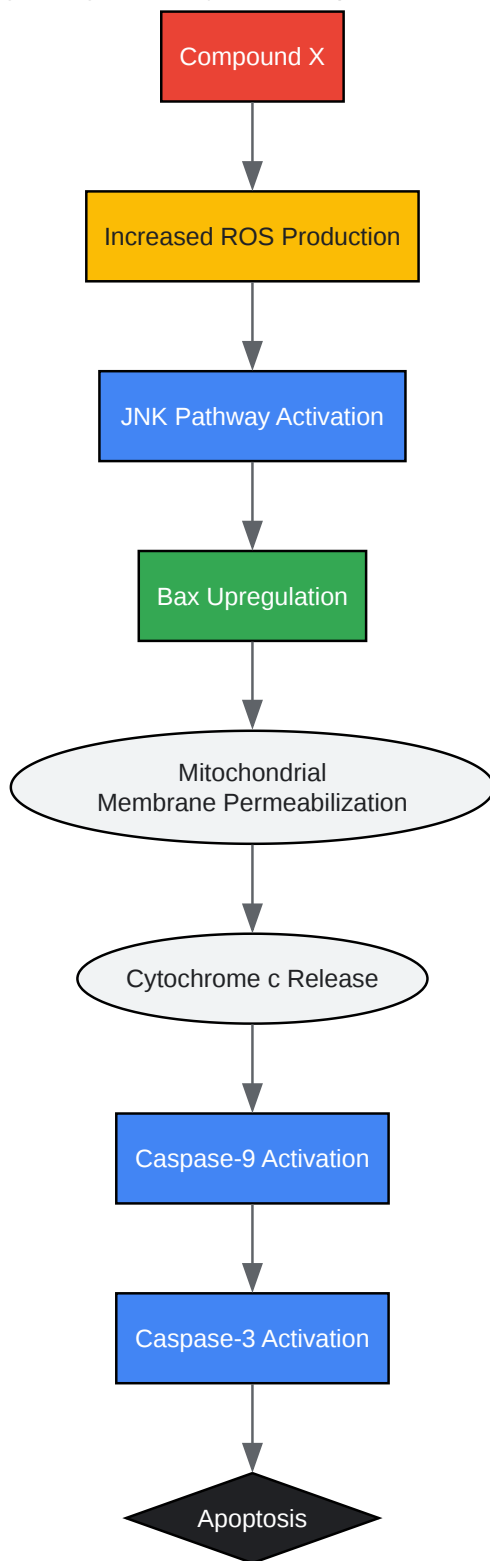 Compound X
Increased ROS Production
JNK Pathway Activation
Bax Upregulation
Mitochondrial
Membrane Permeabilization
Cytochrome c Release
Caspase-9 Activation
Caspase-3 Activation
Apoptosis